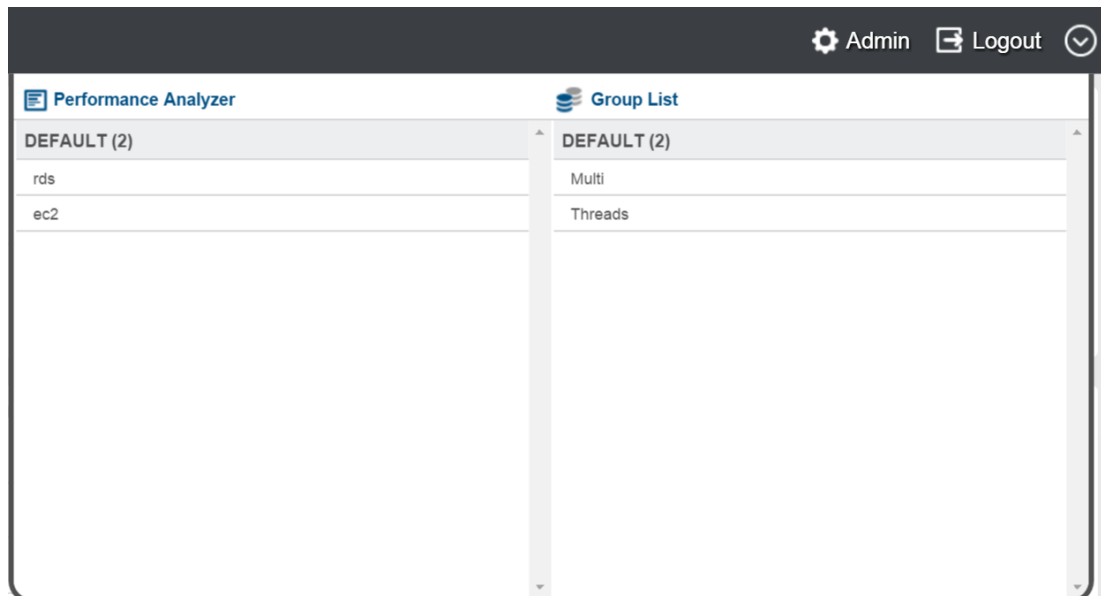 Admin Logout
Performance Analyzer
DEFAULT (2)
rds
ec2
Group List
DEFAULT (2)
Multi
Threads